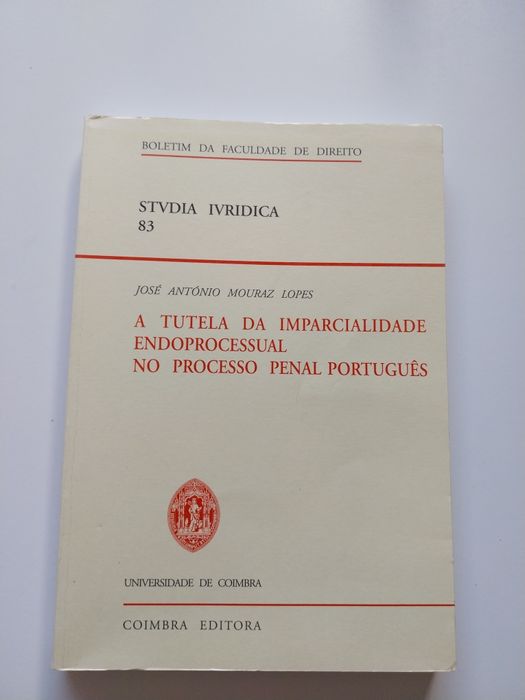 BOLETIM DA FACULDADE DE DIREITO
STVDIA IVRIDICA
83
JOSÉ ANTÓNIO MOURAZ LOPES
A TUTELA DA IMPARCIALIDADE
ENDOPROCESSUAL
NO PROCESSO PENAL PORTUGUÊS
UNIVERSIDADE DE COIMBRA
COIMBRA EDITORA